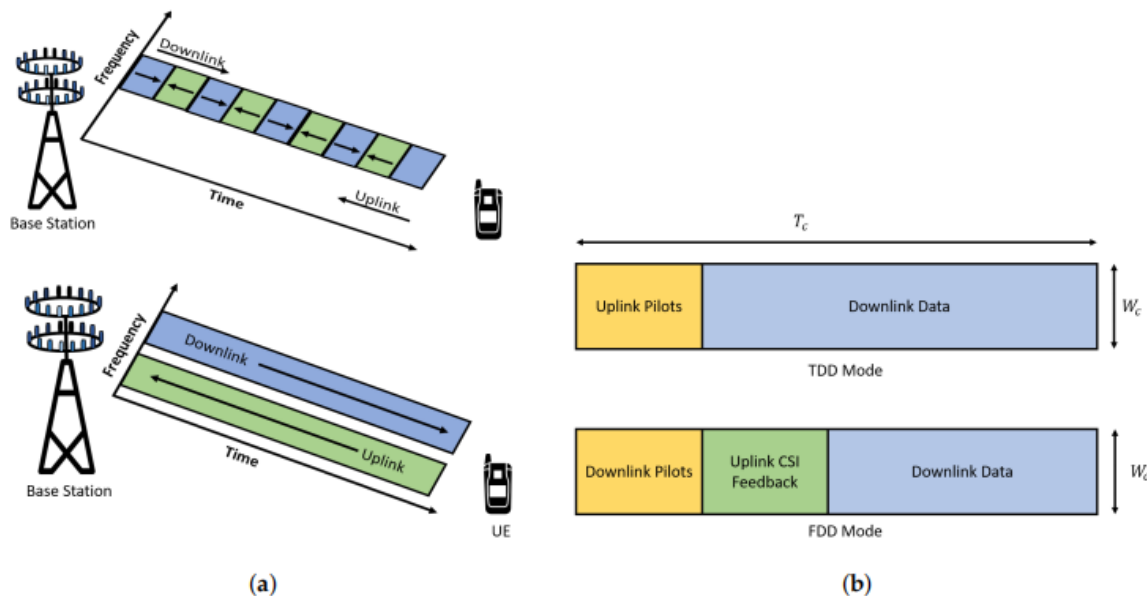 Frequency
Downlink
Time
Uplink
Base Station
Frequency
Downlink
Uplink
Time
Base Station
UE
(a)
T_c
Uplink Pilots
Downlink Data
W_c
TDD Mode
Downlink Pilots
Uplink CSI
Feedback
Downlink Data
W_c
FDD Mode
(b)